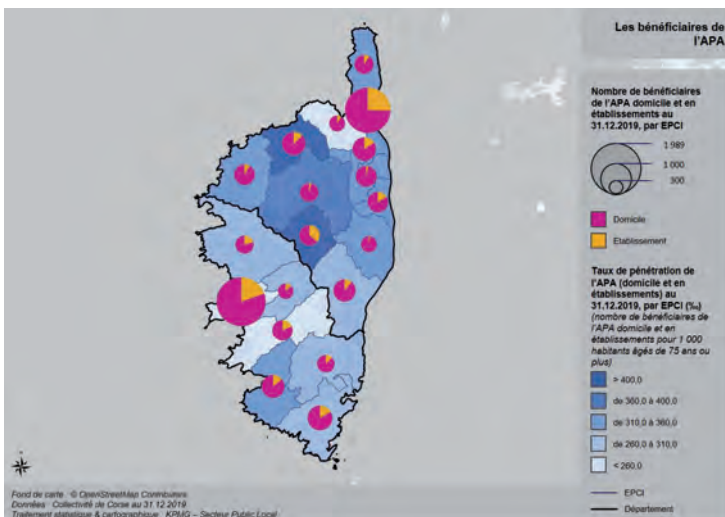 Les bénéficiaires de
l'APA
Nombre de bénéficiaires
de l'APA domicile et en
établissements au
31.12.2019, par EPCI
1 989
1 000
300
Domicile
Etablissement
Taux de pénétration de
l'APA (domicile et en
établissements) au
31.12.2019, par EPCI (‰)
(nombre de bénéficiaires de
l'APA domicile et en
établissements pour 1 000
habitants âgés de 75 ans ou
plus)
> 400,0
de 360,0 à 400,0
de 310,0 à 360,0
de 260,0 à 310,0
< 260,0
EPCI
Département
Fond de carte : © OpenStreetMap Contributors
Données : Collectivité de Corse au 31.12.2019
Traitement statistique & cartographique : KPMG – Secteur Public Local